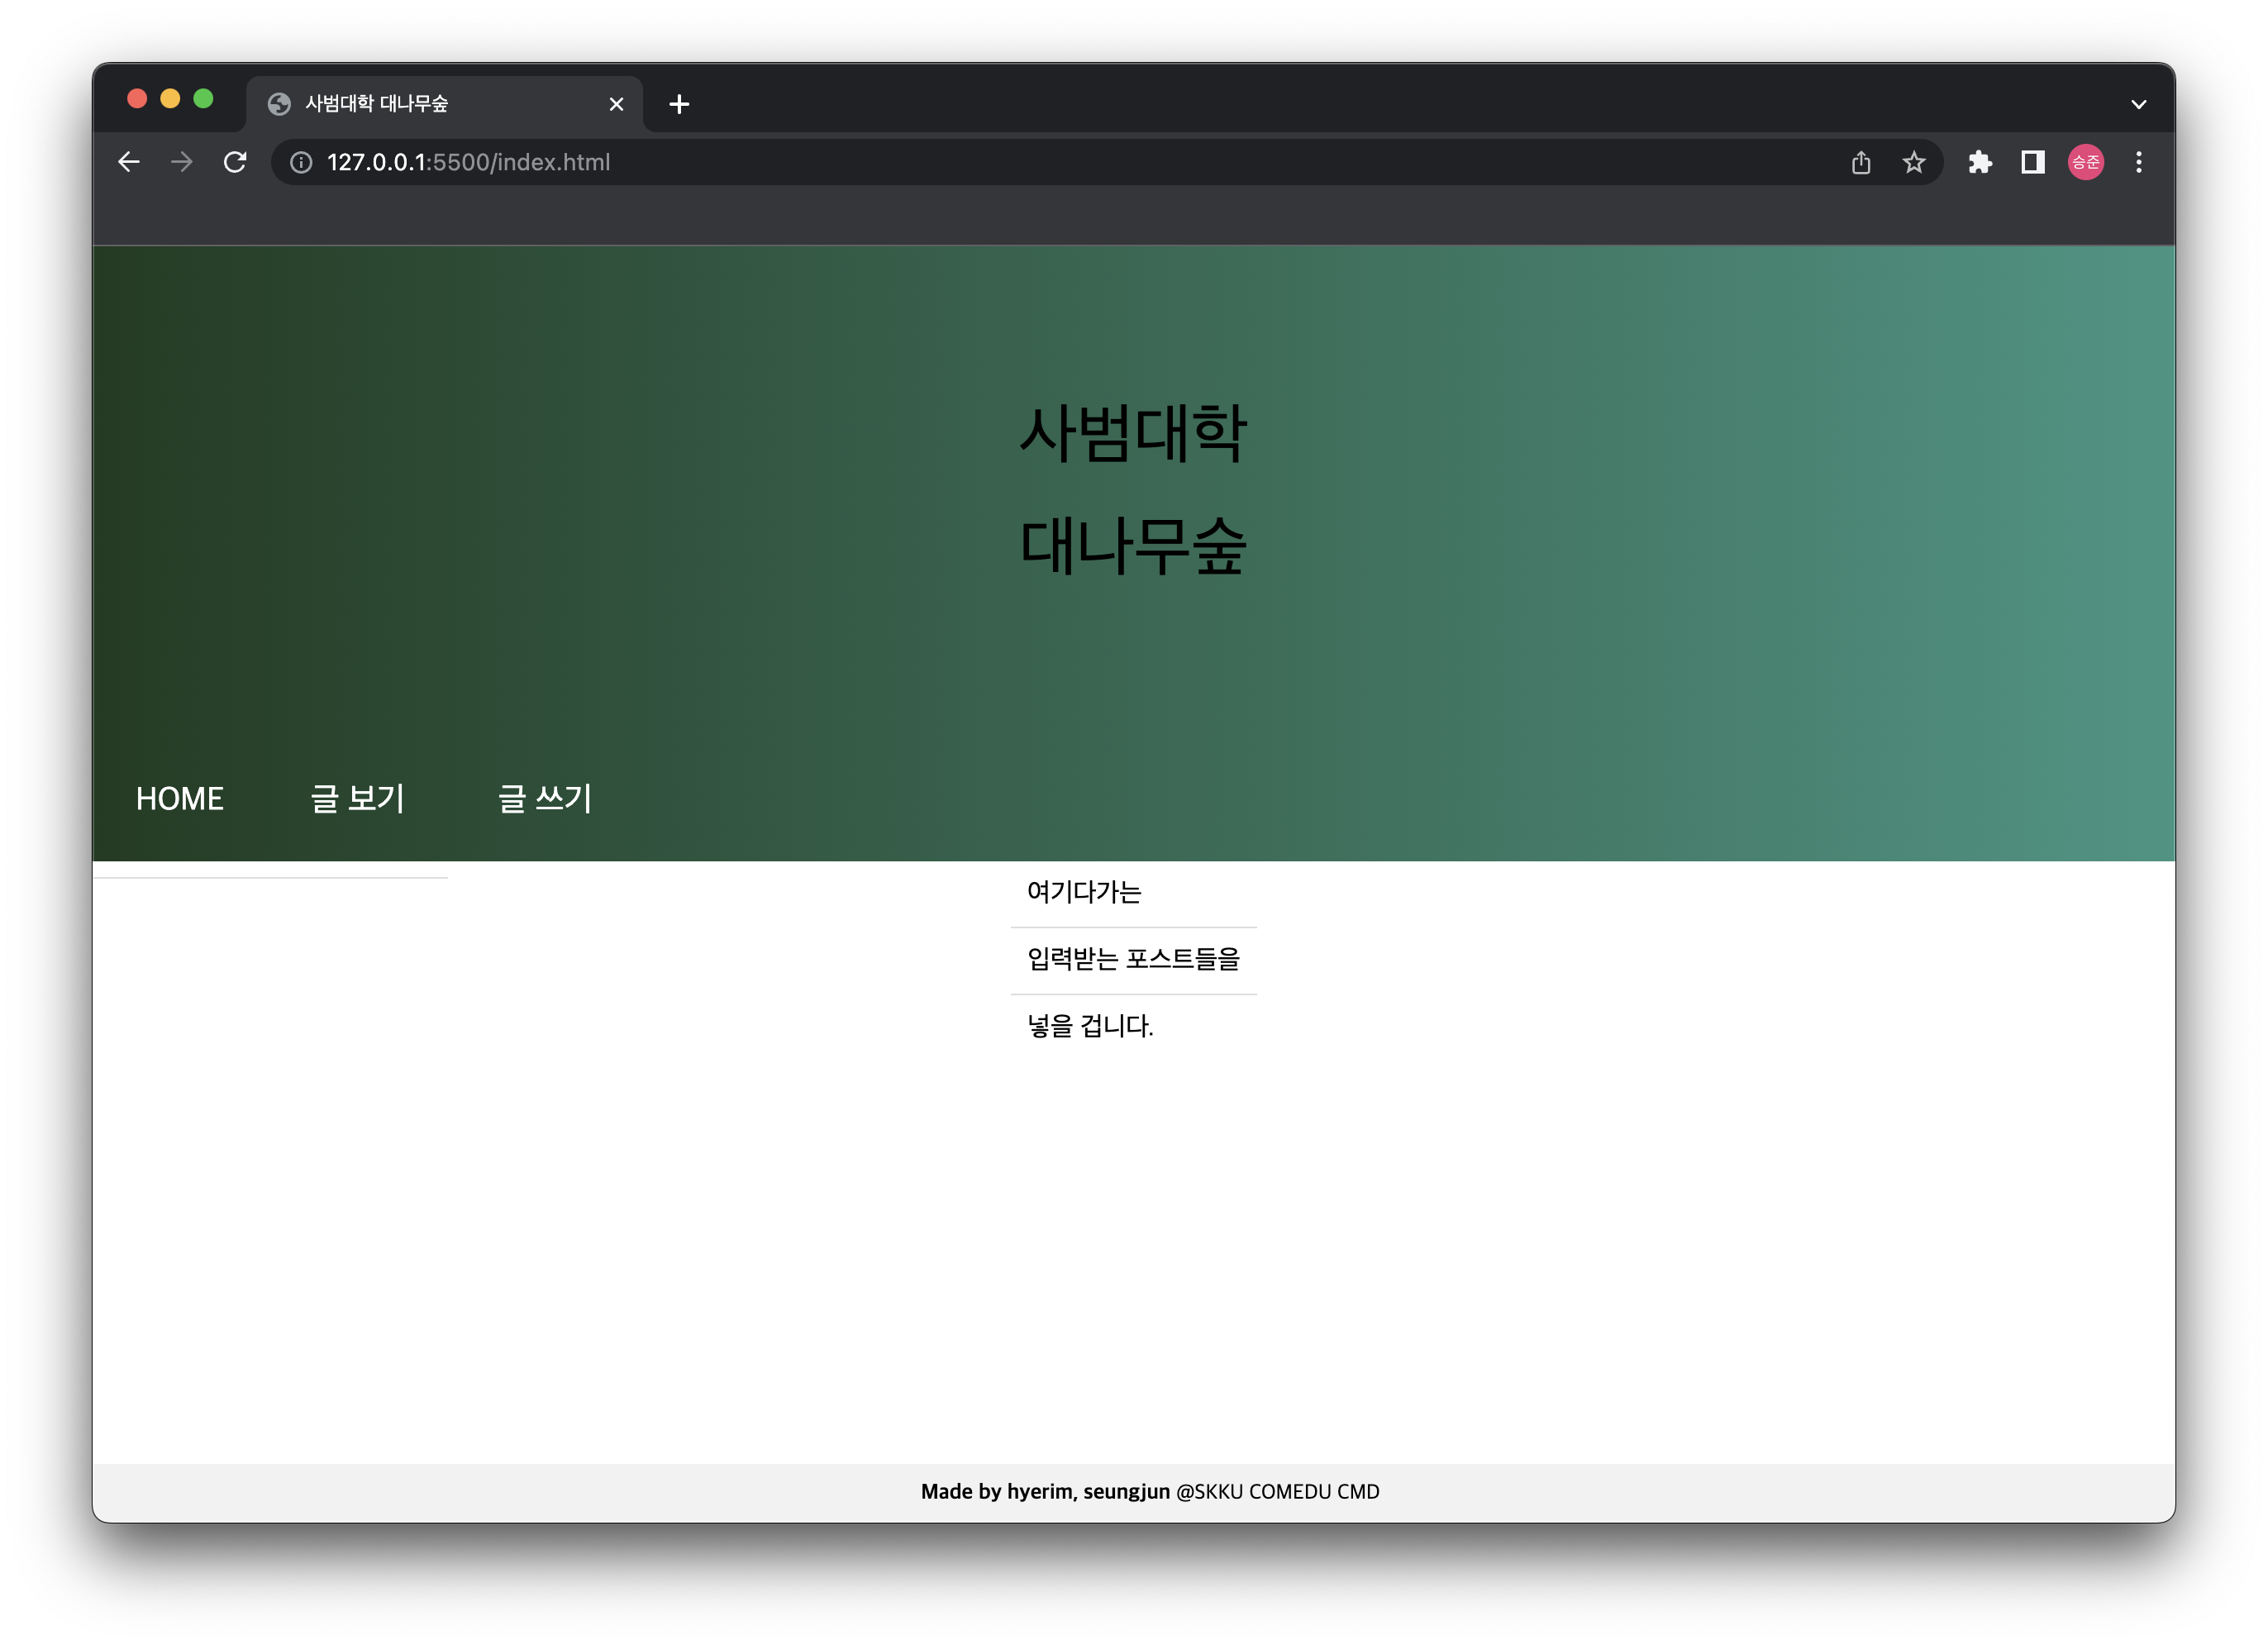 사범대학 대나무숲
127.0.0.1:5500/index.html
승준
사범대학
대나무숲
HOME 글 보기 글 쓰기
여기다가는
입력받는 포스트들을
넣을 겁니다.
Made by hyerim, seungjun @SKKU COMEDU CMD